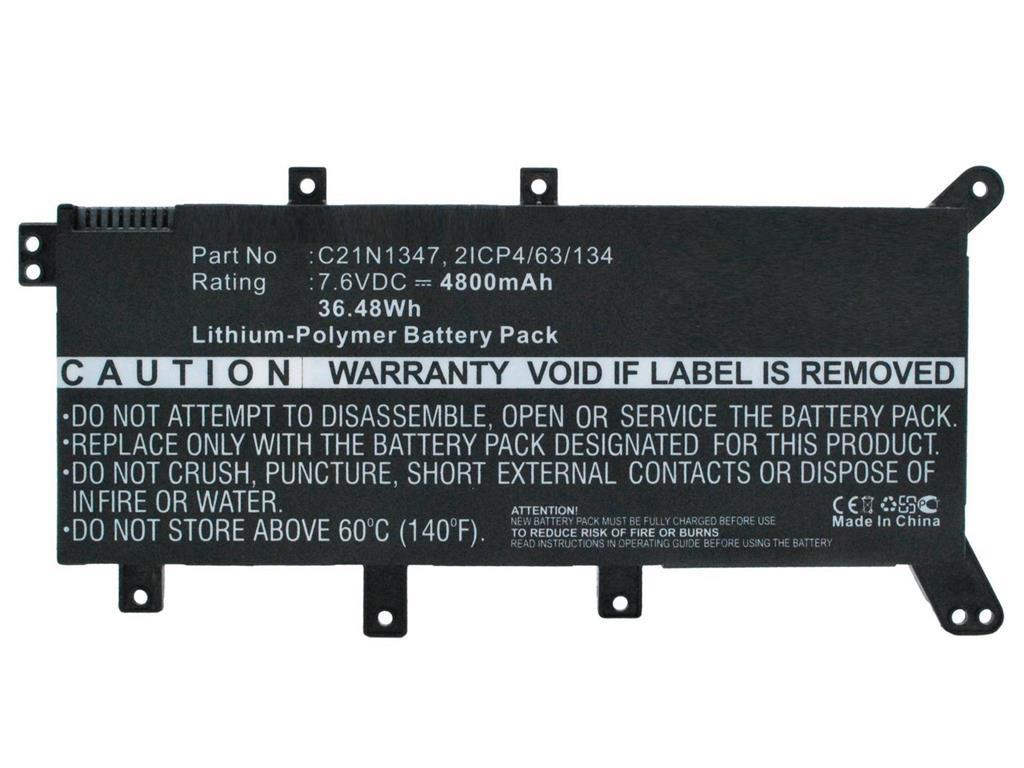 Part No : C21N1347, 2ICP4/63/134
Rating : 7.6VDC ⎓ 4800mAh
36.48Wh
Lithium-Polymer Battery Pack
CAUTION WARRANTY VOID IF LABEL IS REMOVED
·DO NOT ATTEMPT TO DISASSEMBLE, OPEN OR SERVICE THE BATTERY PACK.
·REPLACE ONLY WITH THE BATTERY PACK DESIGNATED FOR THIS PRODUCT.
·DO NOT CRUSH, PUNCTURE, SHORT EXTERNAL CONTACTS OR DISPOSE OF
INFIRE OR WATER.
·DO NOT STORE ABOVE 60°C (140°F).
ATTENTION!
NEW BATTERY PACK MUST BE FULLY CHARGED BEFORE USE
TO REDUCE RISK OF FIRE OR BURNS
READ INSTRUCTIONS IN OPERATING GUIDE BEFORE USING THE BATTERY
CE
Made In China